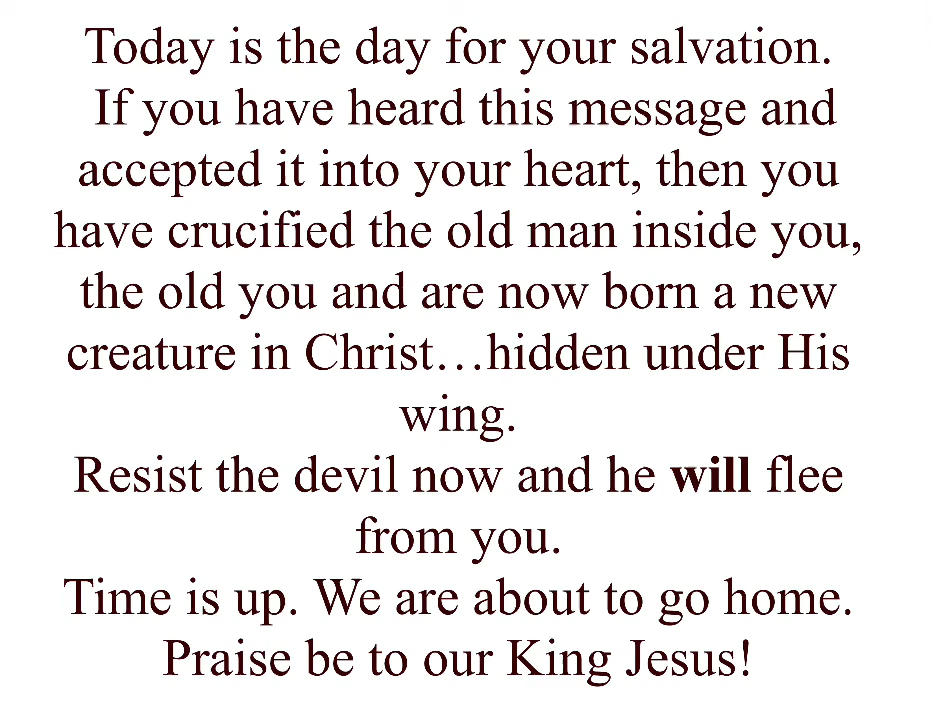 Today is the day for your salvation.
If you have heard this message and
accepted it into your heart, then you
have crucified the old man inside you,
the old you and are now born a new
creature in Christ…hidden under His
wing.
Resist the devil now and he will flee
from you.
Time is up. We are about to go home.
Praise be to our King Jesus!